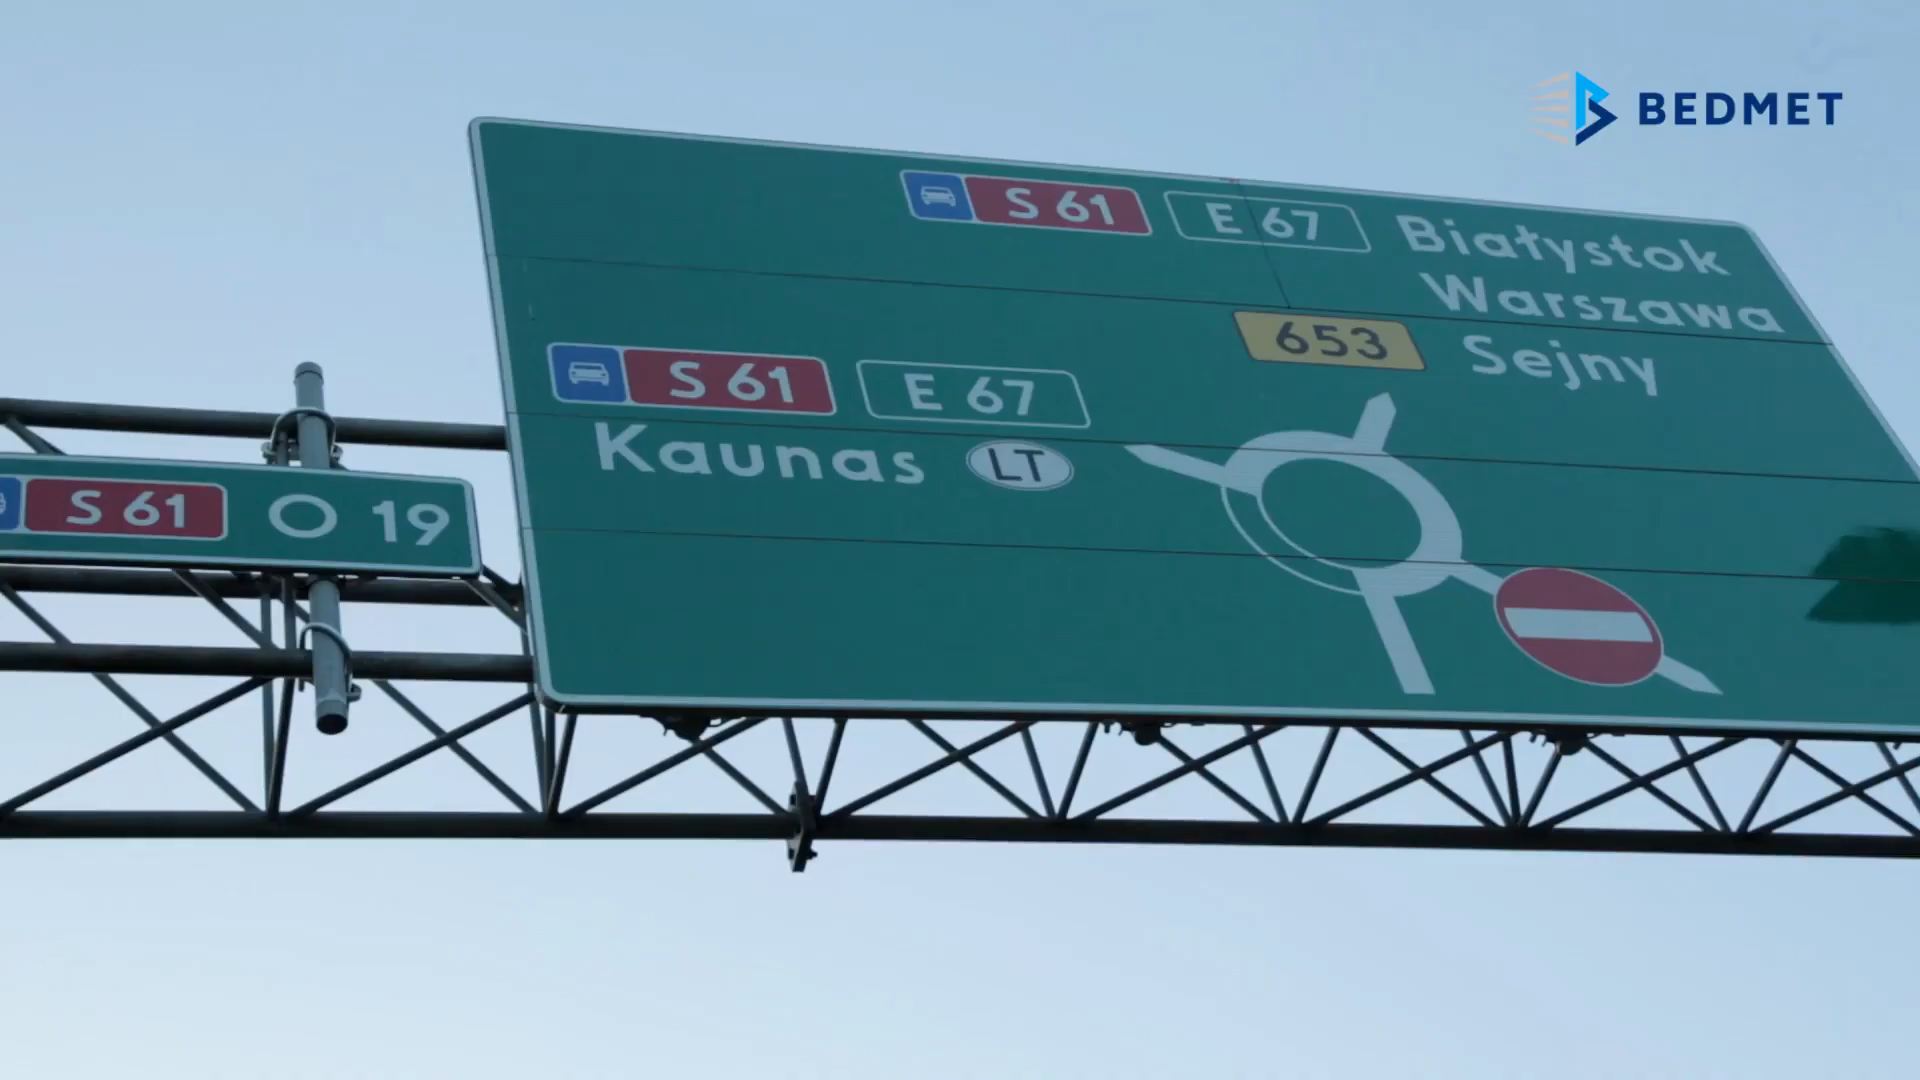 BEDMET
S 61 E 67 Białystok
Warszawa
653 Sejny
S 61 E 67
Kaunas LT
S 61 O 19